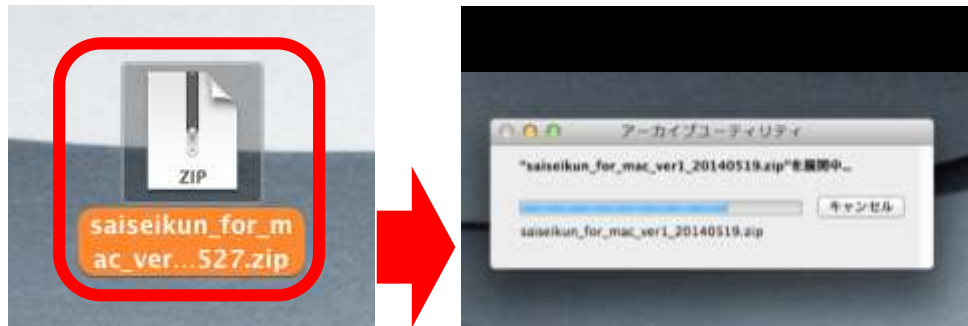 ZIP
saiseikun_for_m
ac_ver...527.zip
アーカイブユーティリティ
"saiseikun_for_mac_ver1_20140519.zip"を展開中...
キャンセル
saiseikun_for_mac_ver1_20140519.zip